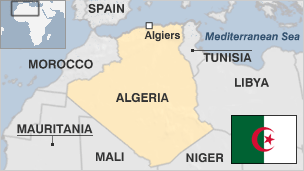 SPAIN
Algiers
Mediterranean Sea
TUNISIA
MOROCCO
LIBYA
ALGERIA
MAURITANIA
MALI
NIGER